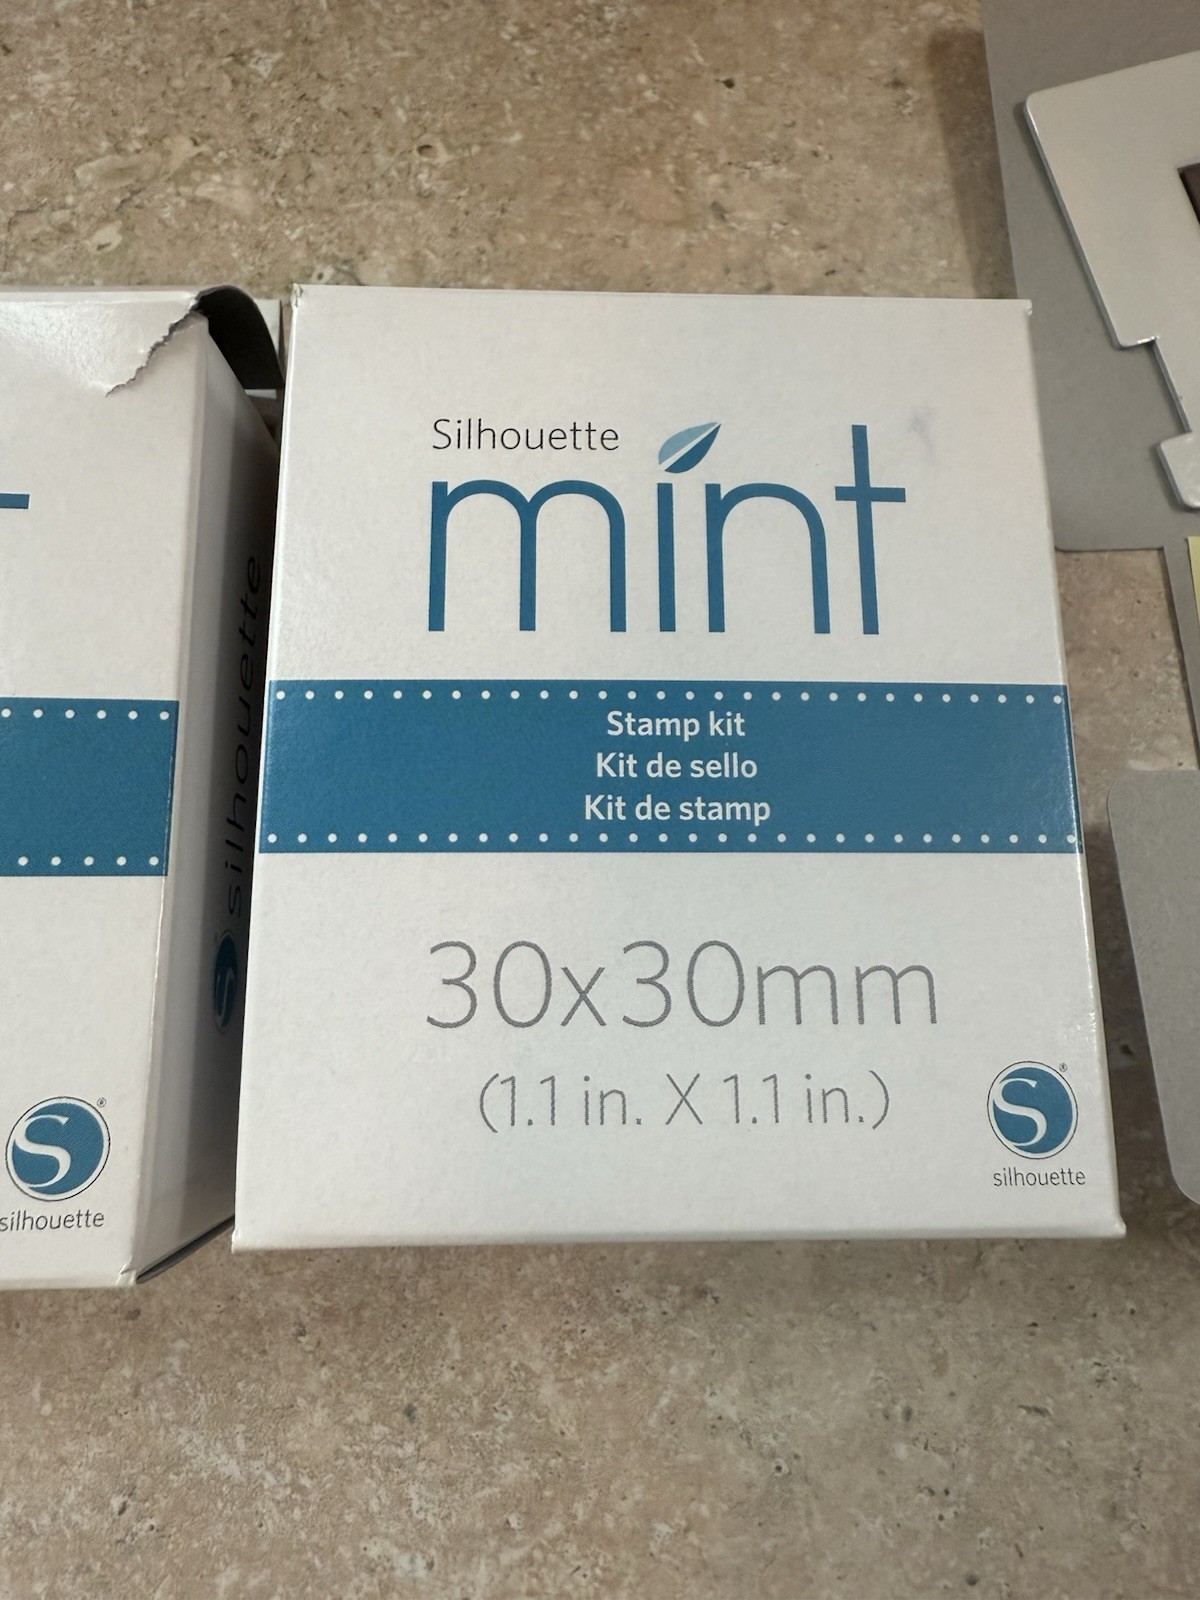 Silhouette
mint
Stamp kit
Kit de sello
Kit de stamp
30x30mm
(1.1 in. X 1.1 in.)
S®
silhouette
silhouette
S®
silhouette